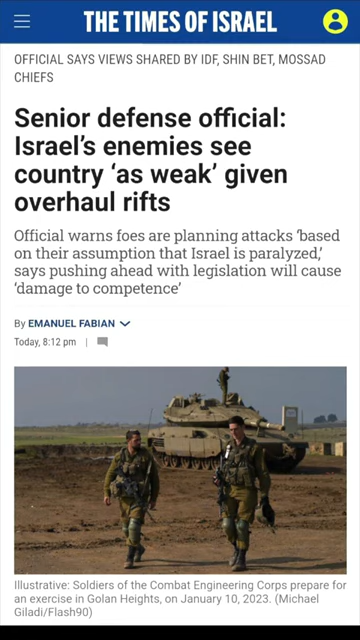 THE TIMES OF ISRAEL
OFFICIAL SAYS VIEWS SHARED BY IDF, SHIN BET, MOSSAD
CHIEFS
Senior defense official:
Israel's enemies see
country ‘as weak’ given
overhaul rifts
Official warns foes are planning attacks ‘based
on their assumption that Israel is paralyzed,’
says pushing ahead with legislation will cause
‘damage to competence’
By EMANUEL FABIAN
Today, 8:12 pm |
Illustrative: Soldiers of the Combat Engineering Corps prepare for
an exercise in Golan Heights, on January 10, 2023. (Michael
Giladi/Flash90)